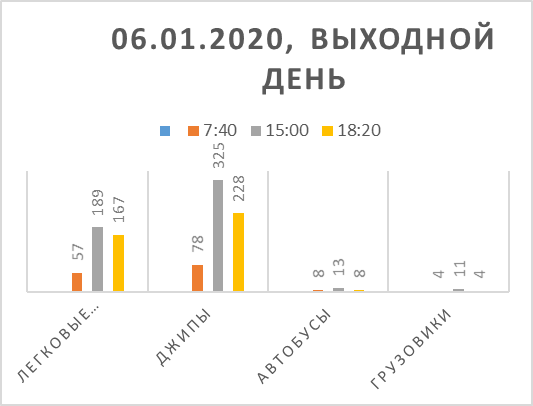 06.01.2020, ВЫХОДНОЙ
ДЕНЬ
7:40 15:00 18:20
57 189 167
78 325 228
8 13 8
4 11 4
ЛЕГКОВЫЕ…
ДЖИПЫ
АВТОБУСЫ
ГРУЗОВИКИ